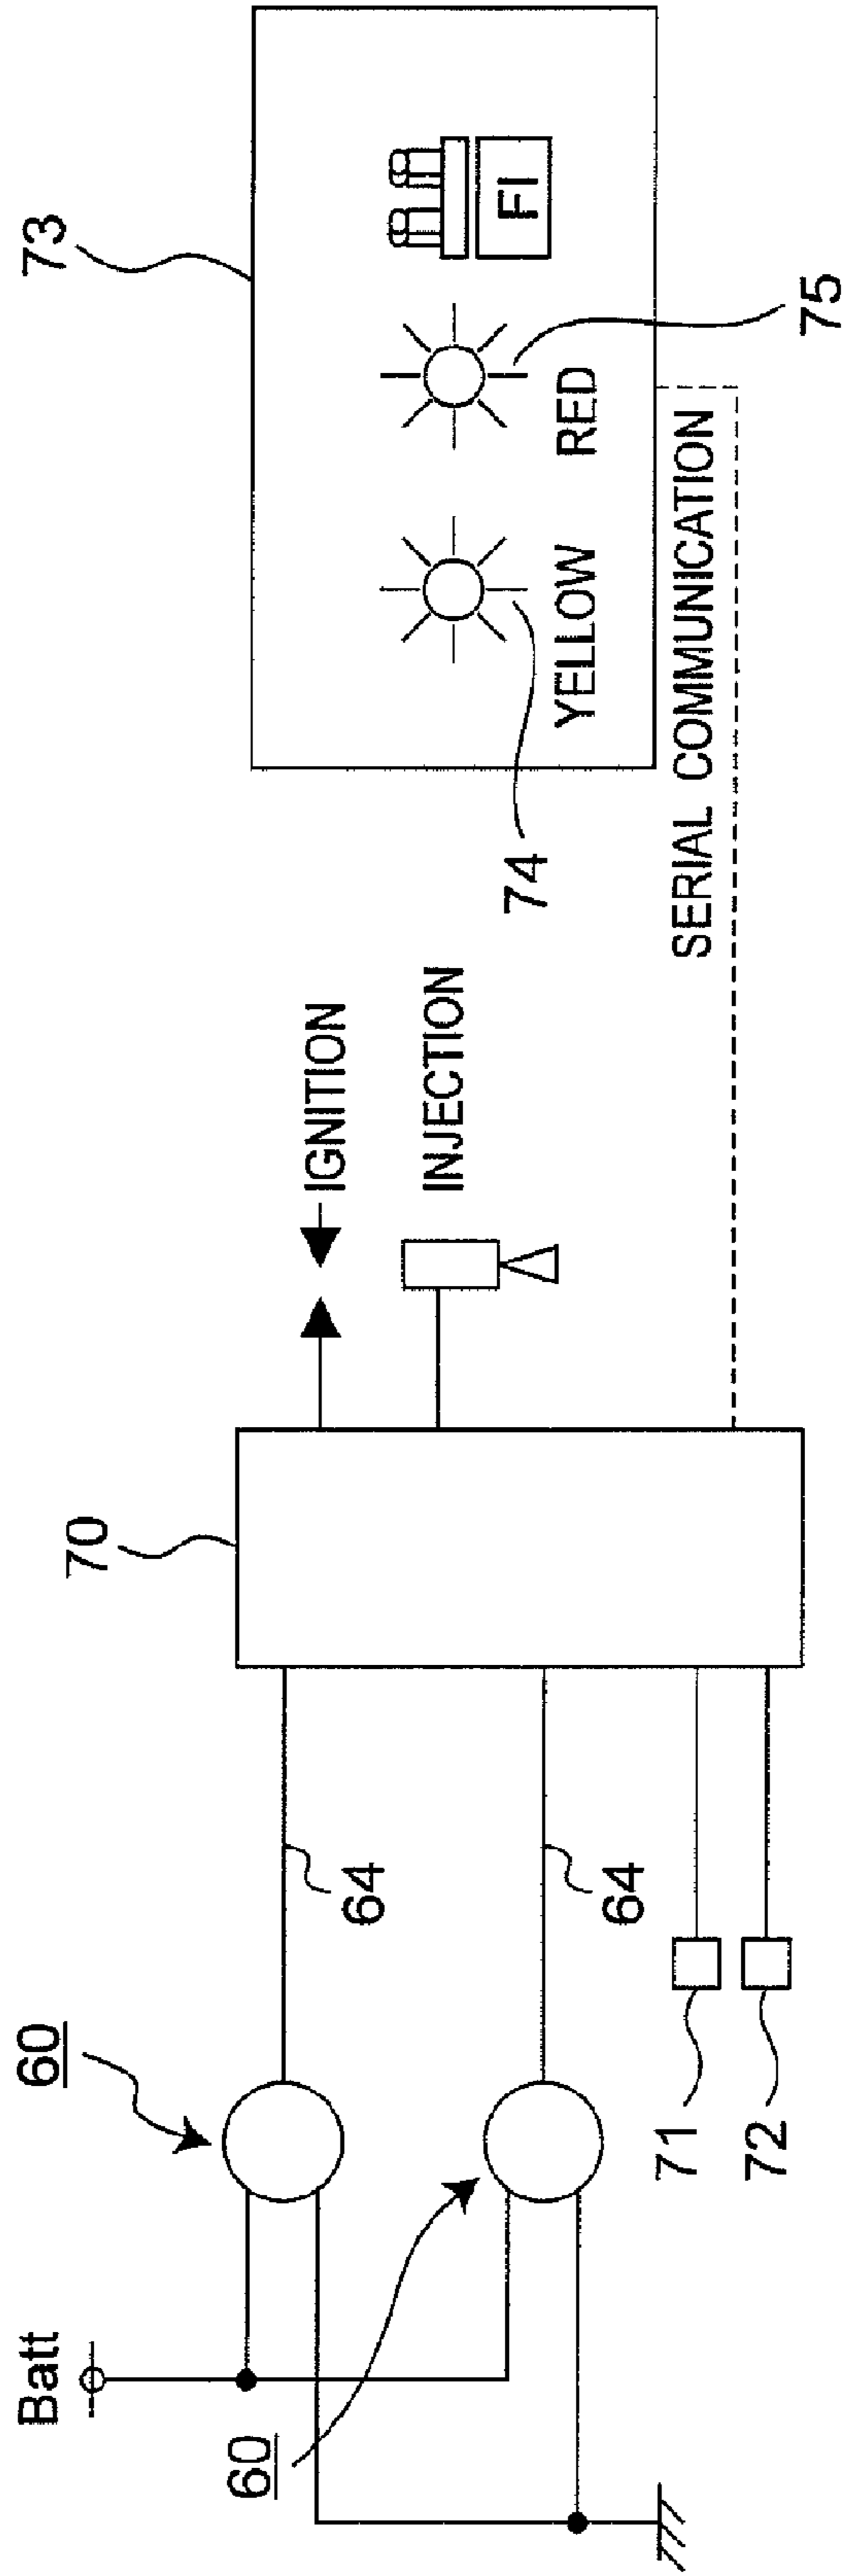 Batt
60
60
64
64
71
72
70
IGNITION
INJECTION
SERIAL COMMUNICATION
73
74
75
YELLOW
RED
FI